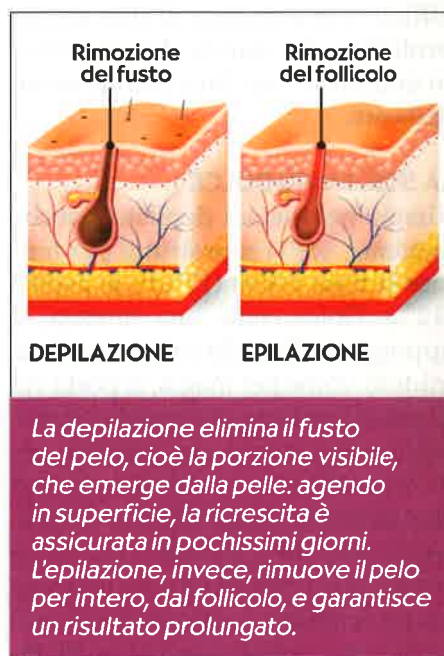 Rimozione
del fusto
Rimozione
del follicolo
DEPILAZIONE
EPILAZIONE
La depilazione elimina il fusto
del pelo, cioè la porzione visibile,
che emerge dalla pelle: agendo
in superficie, la ricrescita è
assicurata in pochissimi giorni.
L'epilazione, invece, rimuove il pelo
per intero, dal follicolo, e garantisce
un risultato prolungato.